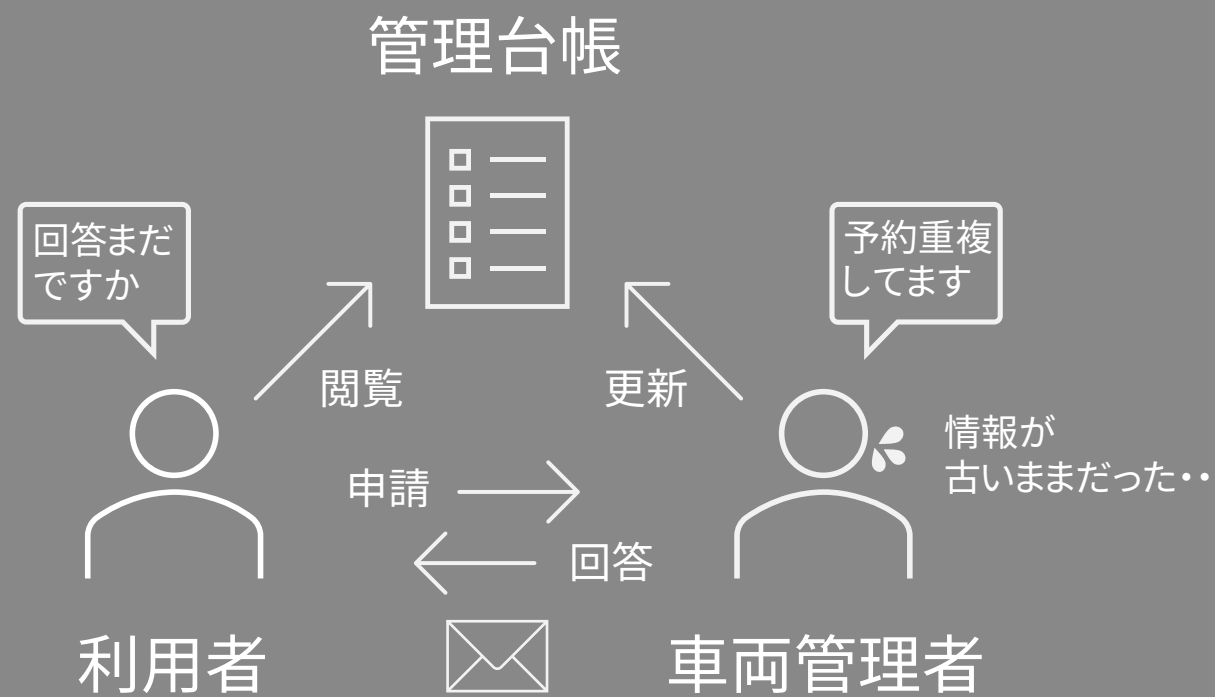 管理台帳
回答まだ
ですか
予約重複
してます
閲覧
更新
情報が
古いままだった・・
申請
回答
利用者
車両管理者